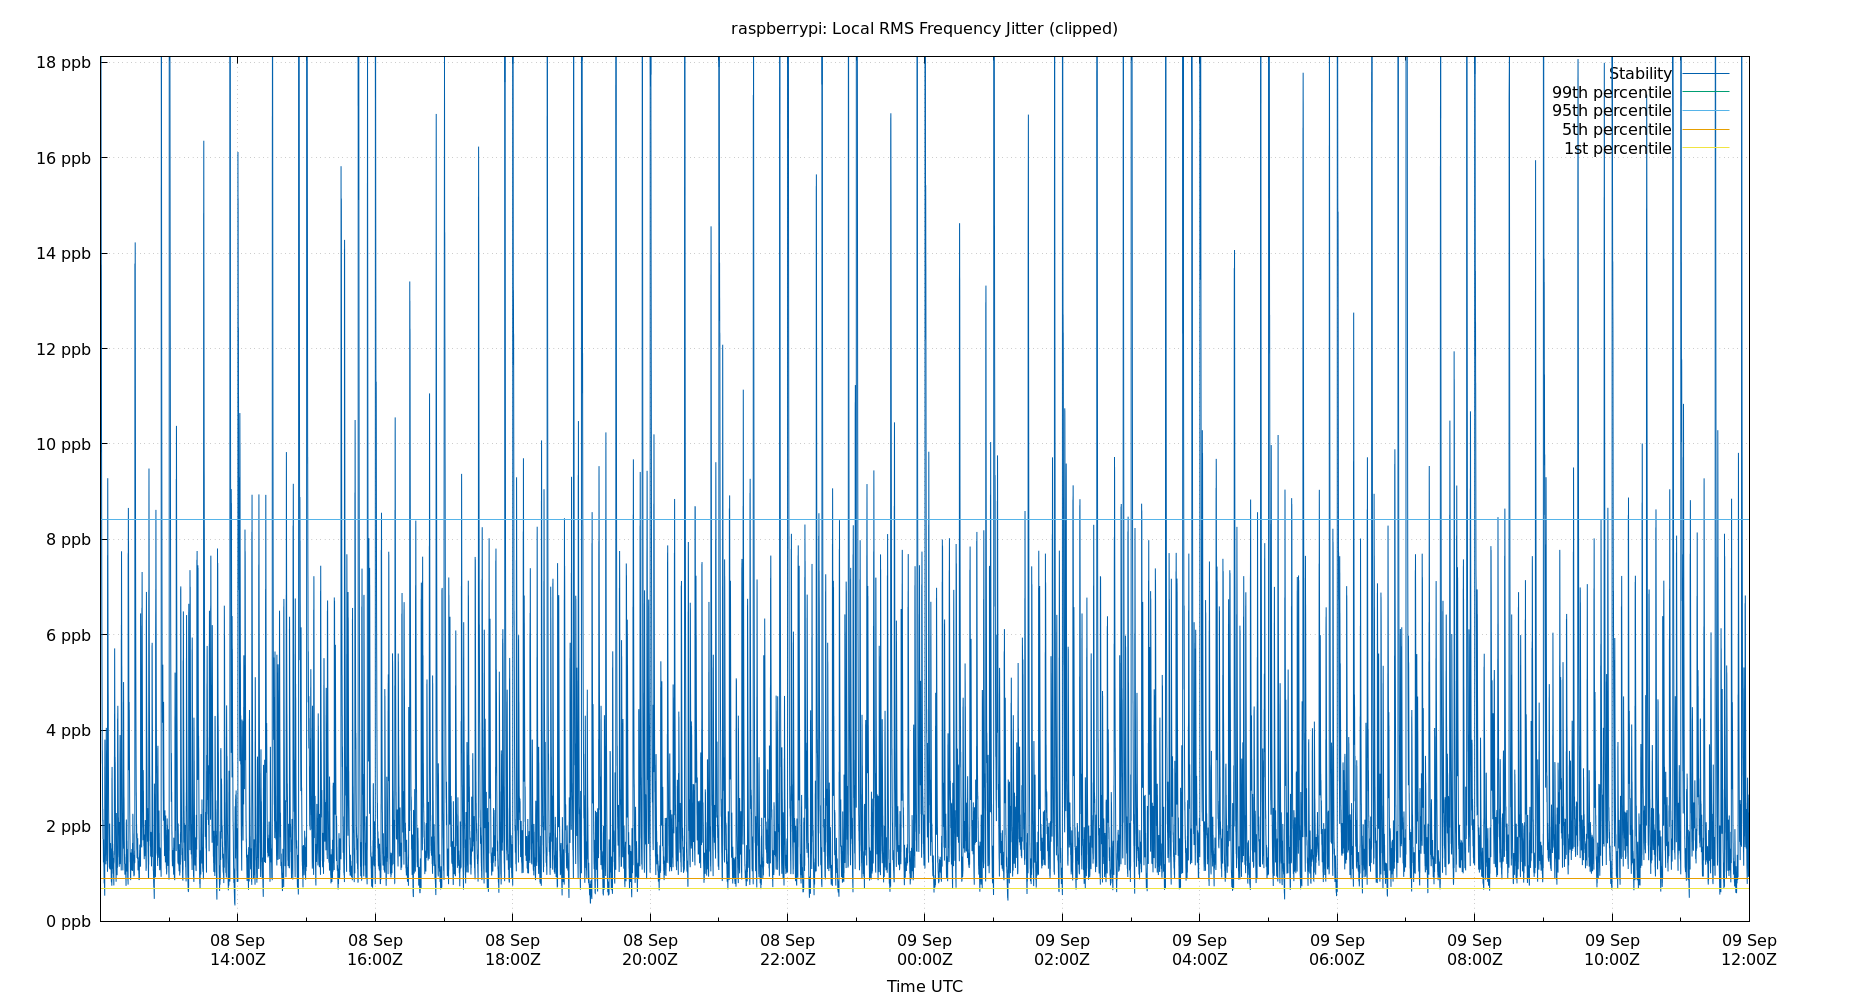 raspberrypi: Local RMS Frequency Jitter (clipped)
18 ppb
16 ppb
14 ppb
12 ppb
10 ppb
8 ppb
6 ppb
4 ppb
2 ppb
0 ppb
Stability
99th percentile
95th percentile
5th percentile
1st percentile
08 Sep 08 Sep 08 Sep 08 Sep 08 Sep 09 Sep 09 Sep 09 Sep 09 Sep 09 Sep 09 Sep 09 Sep
14:00Z 16:00Z 18:00Z 20:00Z 22:00Z 00:00Z 02:00Z 04:00Z 06:00Z 08:00Z 10:00Z 12:00Z
Time UTC